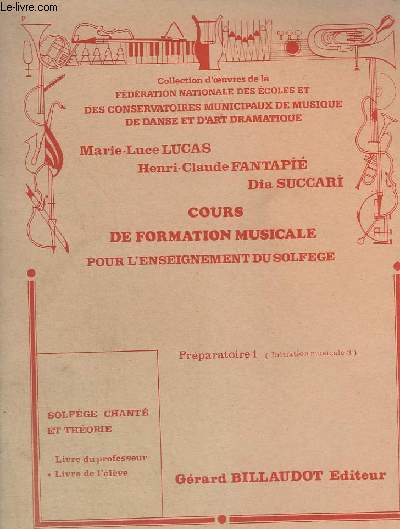 Le-livre.com
Collection d'œuvres de la
FÉDÉRATION NATIONALE DES ÉCOLES ET
DES CONSERVATOIRES MUNICIPAUX DE MUSIQUE
DE DANSE ET D'ART DRAMATIQUE
Marie-Luce LUCAS
Henri-Claude FANTAPIÉ
Dia SUCCARI
COURS
DE FORMATION MUSICALE
POUR L'ENSEIGNEMENT DU SOLFEGE
Préparatoire 1 ( Initiation musicale 3 )
SOLFÉGE CHANTÉ
ET THÉORIE
Livre du professeur
• Livre de l'élève
Gérard BILLAUDOT Editeur